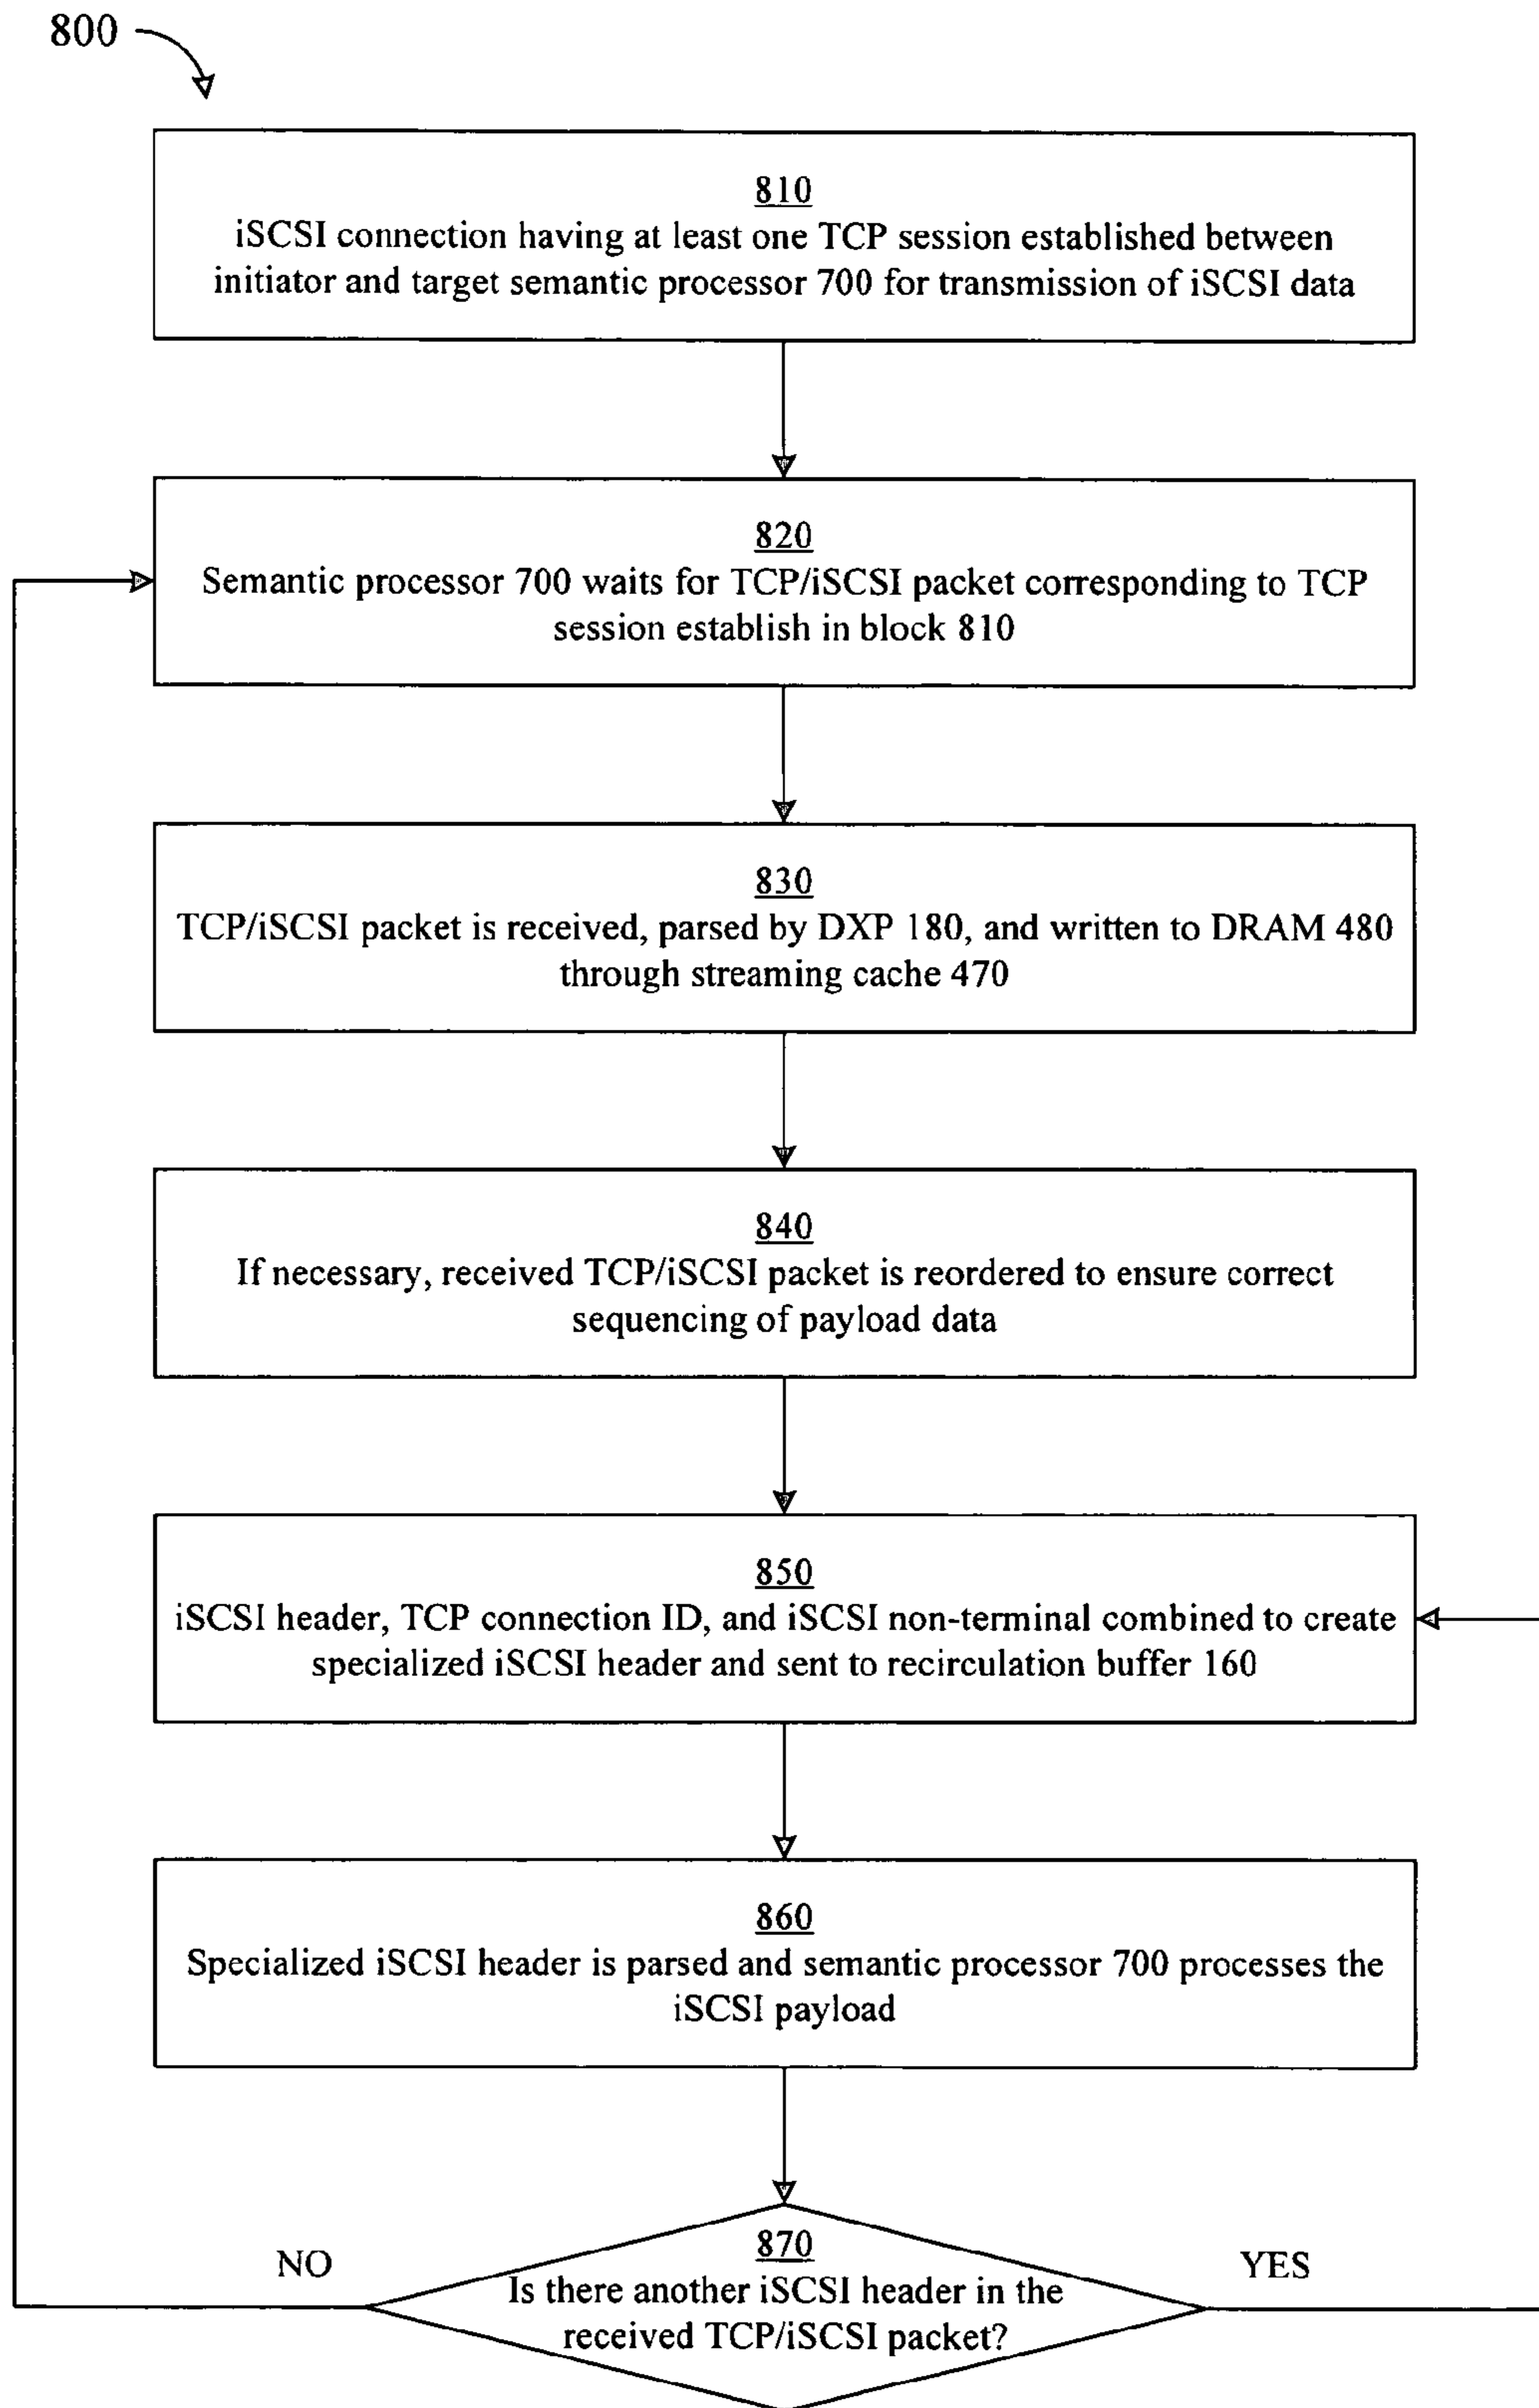 800
810
iSCSI connection having at least one TCP session established between
initiator and target semantic processor 700 for transmission of iSCSI data
820
Semantic processor 700 waits for TCP/iSCSI packet corresponding to TCP
session establish in block 810
830
TCP/iSCSI packet is received, parsed by DXP 180, and written to DRAM 480
through streaming cache 470
840
If necessary, received TCP/iSCSI packet is reordered to ensure correct
sequencing of payload data
850
iSCSI header, TCP connection ID, and iSCSI non-terminal combined to create
specialized iSCSI header and sent to recirculation buffer 160
860
Specialized iSCSI header is parsed and semantic processor 700 processes the
iSCSI payload
NO
870
YES
Is there another iSCSI header in the
received TCP/iSCSI packet?